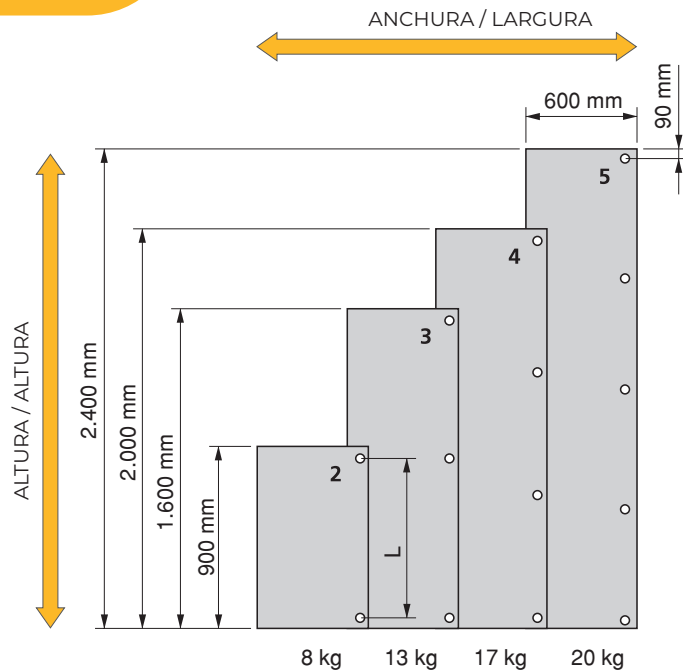 ANCHURA / LARGURA
600 mm
90 mm
5
4
3
2
ALTURA / ALTURA
2.400 mm
2.000 mm
1.600 mm
900 mm
L
8 kg
13 kg
17 kg
20 kg